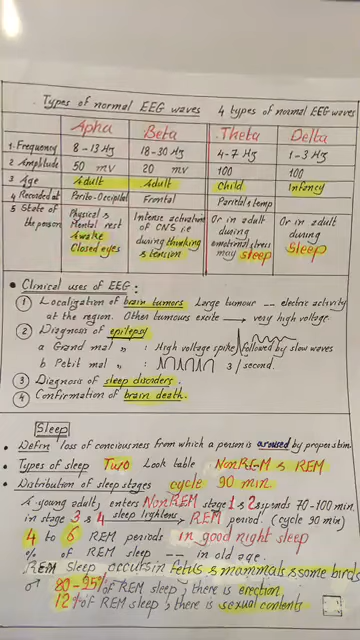 Types of normal EEG waves 4 types of normal EEG waves
Apha Beta Theta Delta
1 Frequency 8-13 Hz 18-30 Hz 4-7 Hz 1-3 Hz
2 Amplitude 50 mv 20 mv 100 100
3 Age Adult Adult Child Infancy
4 Recorded at Parito-Occipital Frontal Parital & temp
5 State of the person Physical & Mental rest Awake Closed eyes Intense activation of CNS i.e during thinking & tension Or in adult during emotional stress may sleep Or in adult during Sleep
• Clinical uses of EEG:
① Localization of brain tumors Large tumour -- electric activity
at the region. Other tumours excite → very high voltage.
② Diagnosis of epilepsy
a Grand mal " : High voltage spike followed by slow waves
b Petit mal " : 3/second.
③ Diagnosis of sleep disorders.
④ Confirmation of brain death.
Sleep
• Defin loss of conciousness from which a person is aroused by proper stim
• Types of sleep Two Look table NonREM & REM
• Distribution of sleep stages cycle 90 min
A young adult, enters NonREM stage 1 & 2 spends 70-100 min
in stage 3 & 4 sleep lightens → REM period. (cycle 90 min)
4 to 6 REM periods in good night sleep
% of REM sleep -- in old age.
REM sleep occurs in fetus & mammals & some birds
80-95% of REM sleep, there is erection
12% of REM sleep, there is sexual contents